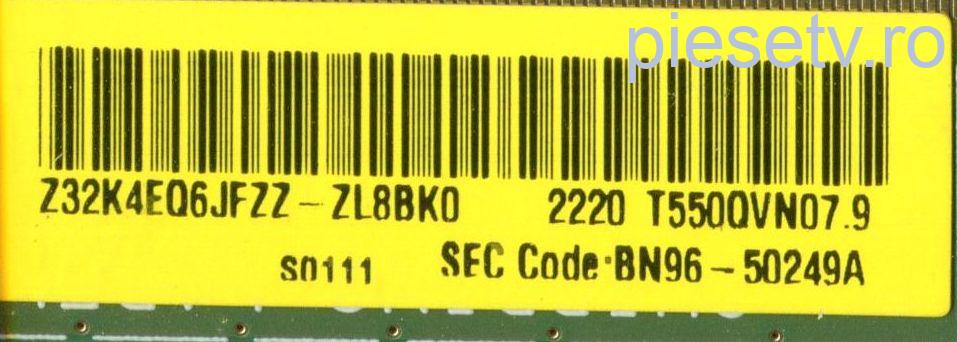 piesetv.ro
Z32K4EQ6JFZZ-ZL8BK0 2220 T550QVN07.9
S0111 SEC Code:BN96-50249A